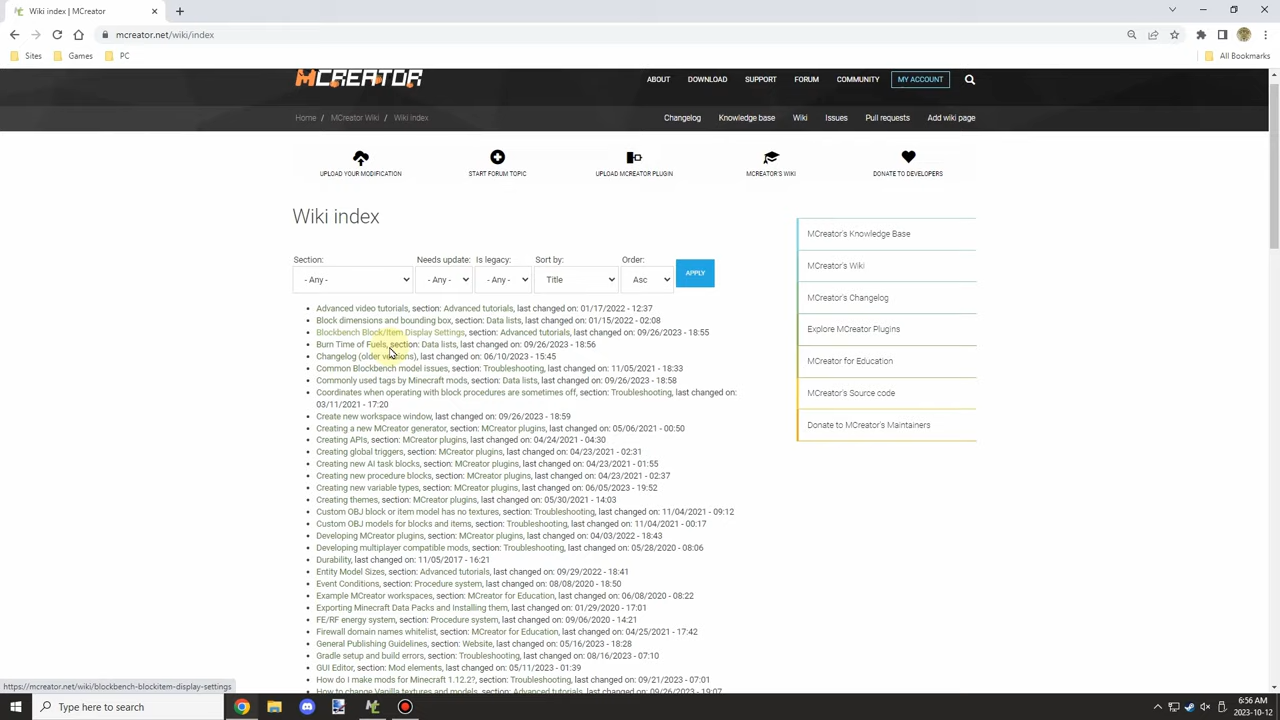 Wiki index | MCreator
mcreator.net/wiki/index
Sites
Games
PC
All Bookmarks
MCREATOR
ABOUT
DOWNLOAD
SUPPORT
FORUM
COMMUNITY
MY ACCOUNT
Home / MCreator Wiki / Wiki index
Changelog
Knowledge base
Wiki
Issues
Pull requests
Add wiki page
UPLOAD YOUR MODIFICATION
START FORUM TOPIC
UPLOAD MCREATOR PLUGIN
MCREATOR'S WIKI
DONATE TO DEVELOPERS
Wiki index
Section:
Needs update:
Is legacy:
Sort by:
Order:
- Any -
- Any -
- Any -
Title
Asc
APPLY
Advanced video tutorials, section: Advanced tutorials, last changed on: 01/17/2022 - 12:37
Block dimensions and bounding box, section: Data lists, last changed on: 01/15/2022 - 02:08
Blockbench Block/Item Display Settings, section: Advanced tutorials, last changed on: 09/26/2023 - 18:55
Burn Time of Fuels, section: Data lists, last changed on: 09/26/2023 - 18:56
Changelog (older versions), last changed on: 06/10/2023 - 15:45
Common Blockbench model issues, section: Troubleshooting, last changed on: 11/05/2021 - 18:33
Commonly used tags by Minecraft mods, section: Data lists, last changed on: 09/26/2023 - 18:58
Coordinates when operating with block procedures are sometimes off, section: Troubleshooting, last changed on:
03/11/2021 - 17:20
Create new workspace window, last changed on: 09/26/2023 - 18:59
Creating a new MCreator generator, section: MCreator plugins, last changed on: 05/06/2021 - 00:50
Creating APIs, section: MCreator plugins, last changed on: 04/24/2021 - 04:30
Creating global triggers, section: MCreator plugins, last changed on: 04/23/2021 - 02:31
Creating new AI task blocks, section: MCreator plugins, last changed on: 04/23/2021 - 01:55
Creating new procedure blocks, section: MCreator plugins, last changed on: 04/23/2021 - 02:37
Creating new variable types, section: MCreator plugins, last changed on: 06/05/2023 - 19:52
Creating themes, section: MCreator plugins, last changed on: 05/30/2021 - 14:03
Custom OBJ block or item model has no textures, section: Troubleshooting, last changed on: 11/04/2021 - 09:12
Custom OBJ models for blocks and items, section: Troubleshooting, last changed on: 11/04/2021 - 00:17
Developing MCreator plugins, section: MCreator plugins, last changed on: 04/03/2022 - 18:43
Developing multiplayer compatible mods, section: Troubleshooting, last changed on: 05/28/2020 - 08:06
Durability, last changed on: 11/05/2017 - 16:21
Entity Model Sizes, section: Advanced tutorials, last changed on: 09/29/2022 - 18:41
Event Conditions, section: Procedure system, last changed on: 08/08/2020 - 18:50
Example MCreator workspaces, section: MCreator for Education, last changed on: 06/08/2020 - 08:22
Exporting Minecraft Data Packs and installing them, last changed on: 01/29/2020 - 17:01
FE/RF energy system, section: Procedure system, last changed on: 09/06/2020 - 14:21
Firewall domain names whitelist, section: MCreator for Education, last changed on: 04/25/2021 - 17:42
General Publishing Guidelines, section: Website, last changed on: 05/16/2023 - 18:28
Gradle setup and build errors, section: Troubleshooting, last changed on: 08/16/2023 - 07:10
GUI Editor, section: Mod elements, last changed on: 05/11/2023 - 01:39
How do I make mods for Minecraft 1.12.2?, section: Troubleshooting, last changed on: 09/21/2023 - 07:01
How to change Vanilla textures and models, section: Advanced tutorials, last changed on: 09/26/2023 - 19:07
MCreator's Knowledge Base
MCreator's Wiki
MCreator's Changelog
Explore MCreator Plugins
MCreator for Education
MCreator's Source code
Donate to MCreator's Maintainers
https://mcreator.net/wiki/blockbench-blockitem-display-settings
Type here to search
6:56 AM
2023-10-12